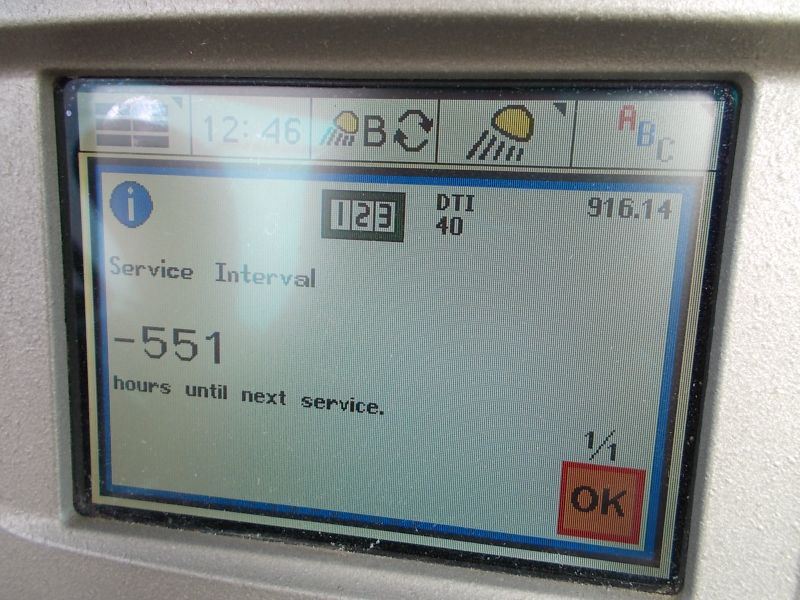 12:46
B
ABC
i
123
DTI
40
916.14
Service Interval
-551
hours until next service.
1/1
OK